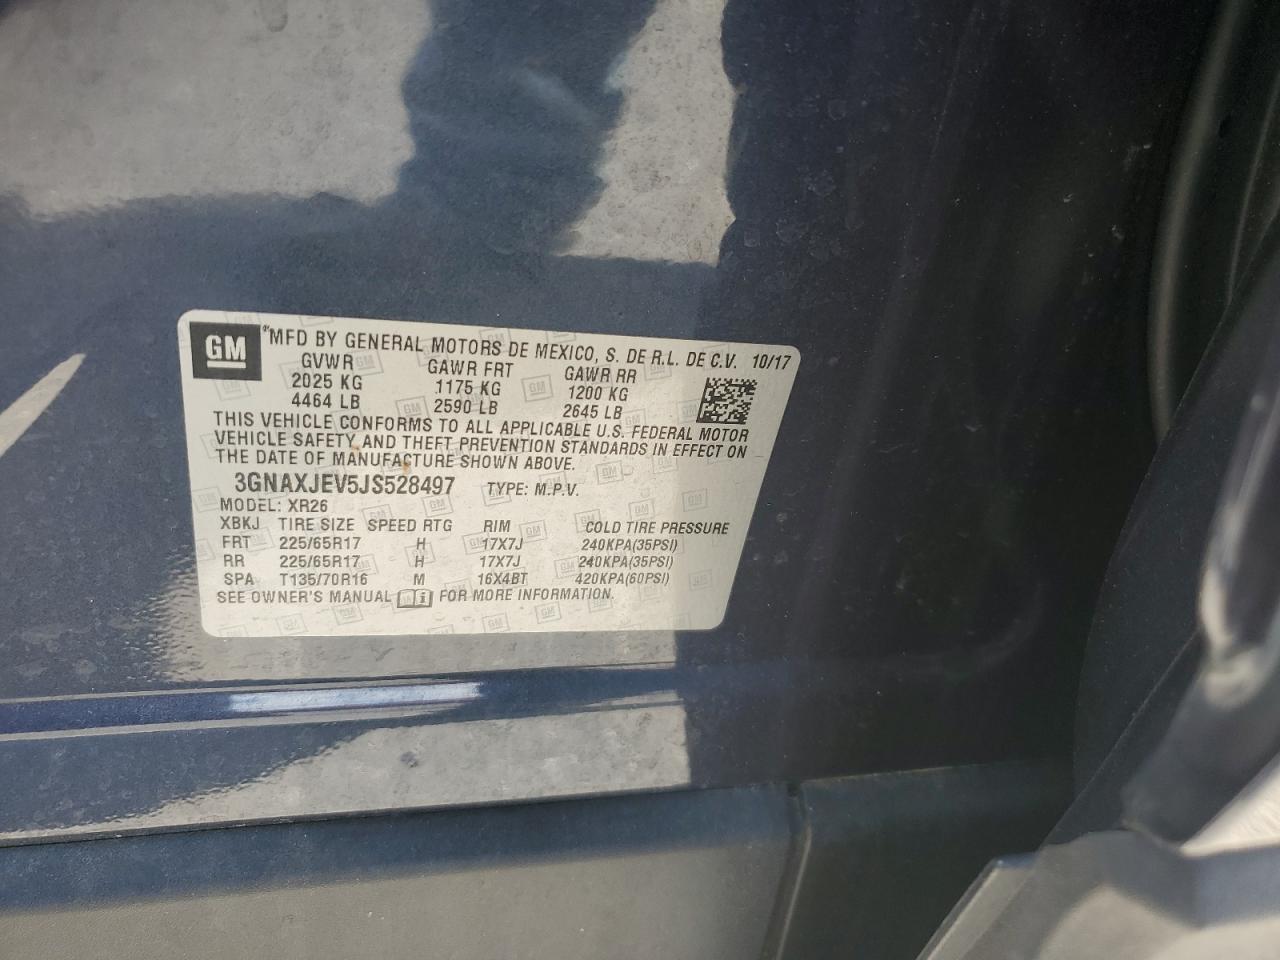 GM
MFD BY GENERAL MOTORS DE MEXICO, S. DE R.L. DE C.V. 10/17
GVWR GAWR FRT GAWR RR
2025 KG 1175 KG 1200 KG
4464 LB 2590 LB 2645 LB
THIS VEHICLE CONFORMS TO ALL APPLICABLE U.S. FEDERAL MOTOR
VEHICLE SAFETY AND THEFT PREVENTION STANDARDS IN EFFECT ON
THE DATE OF MANUFACTURE SHOWN ABOVE.
3GNAXJEV5JS528497 TYPE: M.P.V.
MODEL: XR26
XBKJ TIRE SIZE SPEED RTG RIM COLD TIRE PRESSURE
FRT 225/65R17 H 17X7J 240KPA(35PSI)
RR 225/65R17 H 17X7J 240KPA(35PSI)
SPA T135/70R16 M 16X4BT 420KPA(60PSI)
SEE OWNER'S MANUAL FOR MORE INFORMATION.